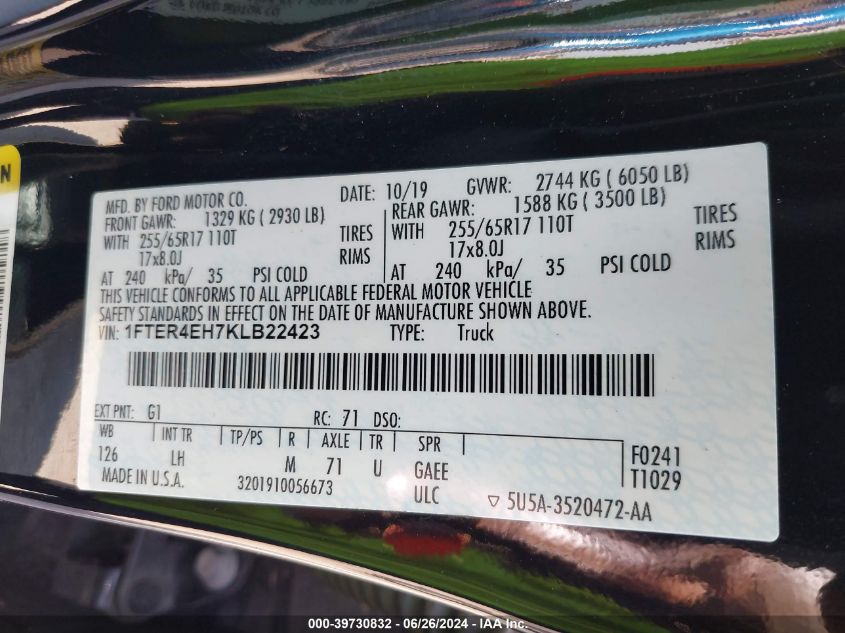 MFD. BY FORD MOTOR CO.
DATE: 10/19 GVWR: 2744 KG ( 6050 LB)
FRONT GAWR: 1329 KG ( 2930 LB)
REAR GAWR: 1588 KG ( 3500 LB)
WITH 255/65R17 110T TIRES
WITH 255/65R17 110T TIRES
17x8.0J RIMS
17x8.0J RIMS
AT 240 kPa/ 35 PSI COLD
AT 240 kPa/ 35 PSI COLD
THIS VEHICLE CONFORMS TO ALL APPLICABLE FEDERAL MOTOR VEHICLE
SAFETY STANDARDS IN EFFECT ON THE DATE OF MANUFACTURE SHOWN ABOVE.
VIN: 1FTER4EH7KLB22423 TYPE: Truck
EXT PNT: G1 RC: 71 DSO:
WB INT TR TP/PS R AXLE TR SPR
126 LH M 71 U GAEE F0241
ULC T1029
MADE IN U.S.A. 3201910056673 ▽ 5U5A-3520472-AA
000-39730832 - 06/26/2024 - IAA Inc.